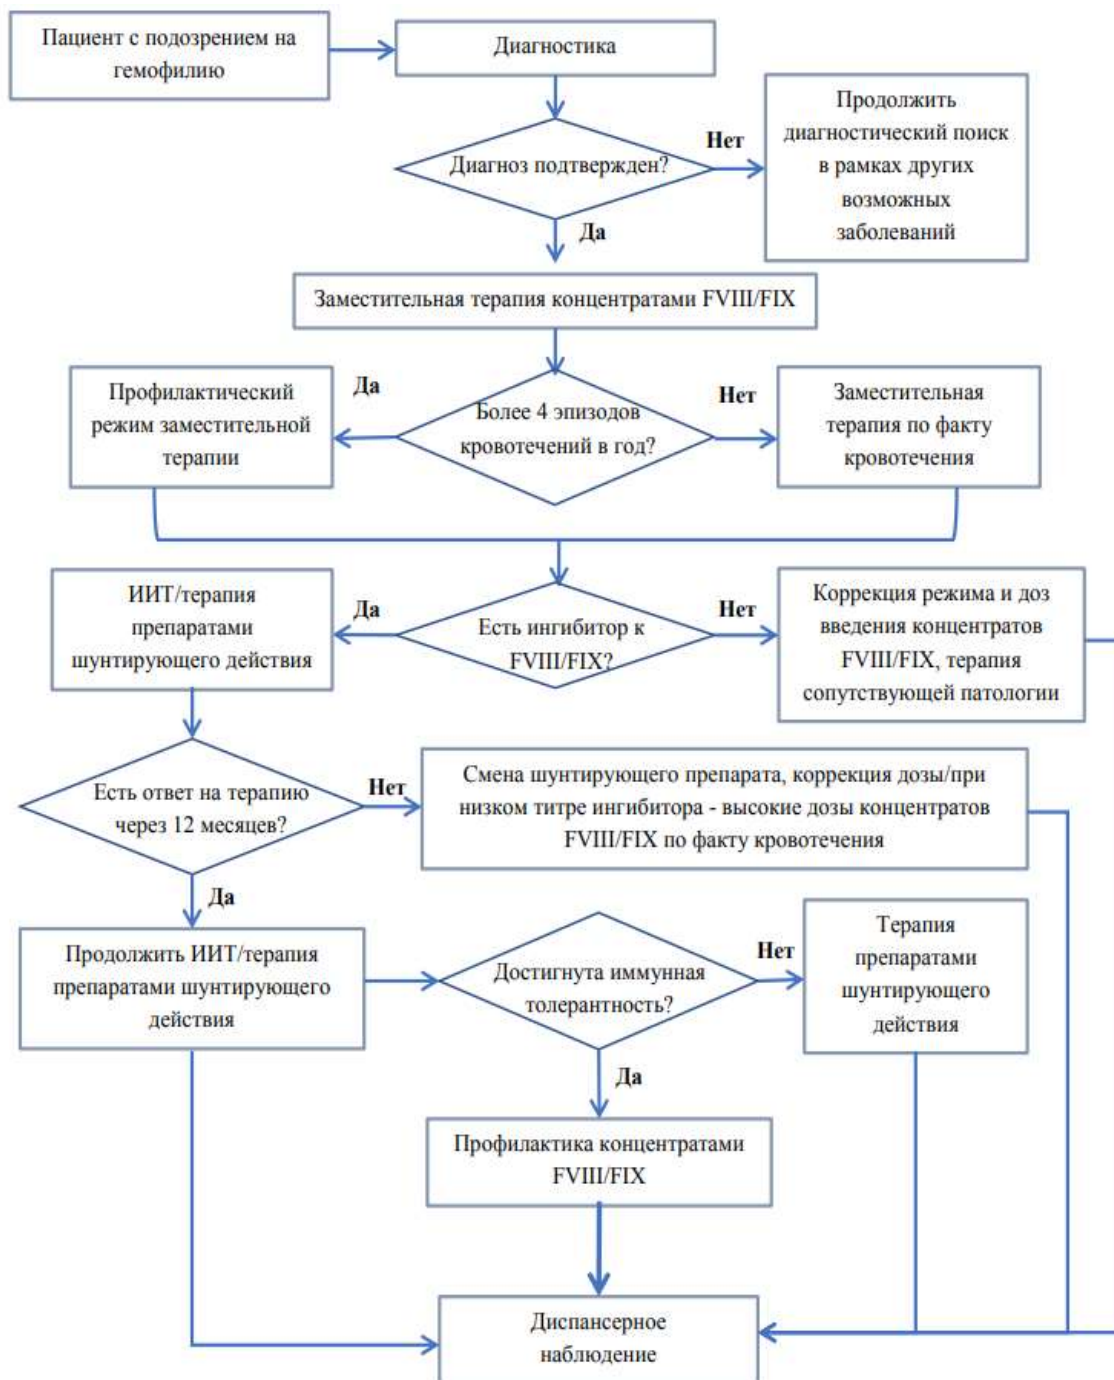 Пациент с подозрением на
гемофилию
Диагностика
Диагноз подтвержден?
Нет
Продолжить
диагностический поиск
в рамках других
возможных
заболеваний
Да
Заместительная терапия концентратами FVIII/FIX
Профилактический
режим заместительной
терапии
Да
Более 4 эпизодов
кровотечений в год?
Нет
Заместительная
терапия по факту
кровотечения
ИИТ/терапия
препаратами
шунтирующего действия
Да
Есть ингибитор к
FVIII/FIX?
Нет
Коррекция режима и доз
введения концентратов
FVIII/FIX, терапия
сопутствующей патологии
Есть ответ на терапию
через 12 месяцев?
Нет
Смена шунтирующего препарата, коррекция дозы/при
низком титре ингибитора - высокие дозы концентратов
FVIII/FIX по факту кровотечения
Да
Продолжить ИИТ/терапия
препаратами шунтирующего
действия
Достигнута иммунная
толерантность?
Нет
Терапия
препаратами
шунтирующего
действия
Да
Профилактика концентратами
FVIII/FIX
Диспансерное
наблюдение